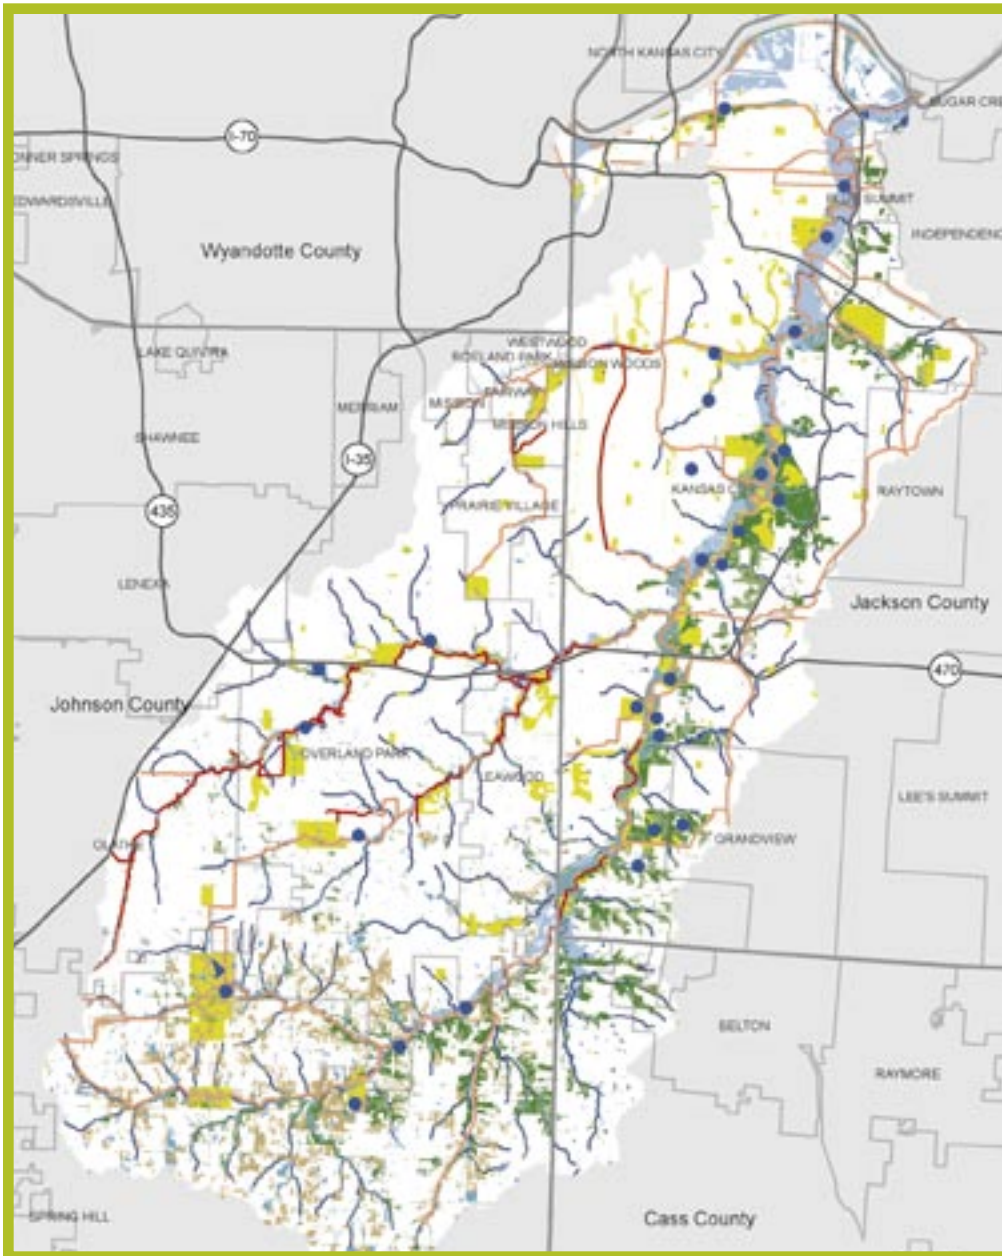 NORTH KANSAS CITY
SUGAR CRE
I-70
ONNER SPRINGS
EDWARDSVILLE
SUMMIT
INDEPENDENC
Wyandotte County
LAKE QUIVIRA
WESTWOOD
ROELAND PARK
MISSION WOODS
FAIRWAY
MISSION
MERRIAM
MISSION HILLS
SHAWNEE
I-35
KANSAS C
RAYTOWN
435
PRAIRIE VILLAGE
LENEXA
Jackson County
470
Johnson County
OVERLAND PARK
LEAWOOD
LEE'S SUMMIT
GRANDVIEW
OLATHE
BELTON
RAYMORE
SPRING HILL
Cass County